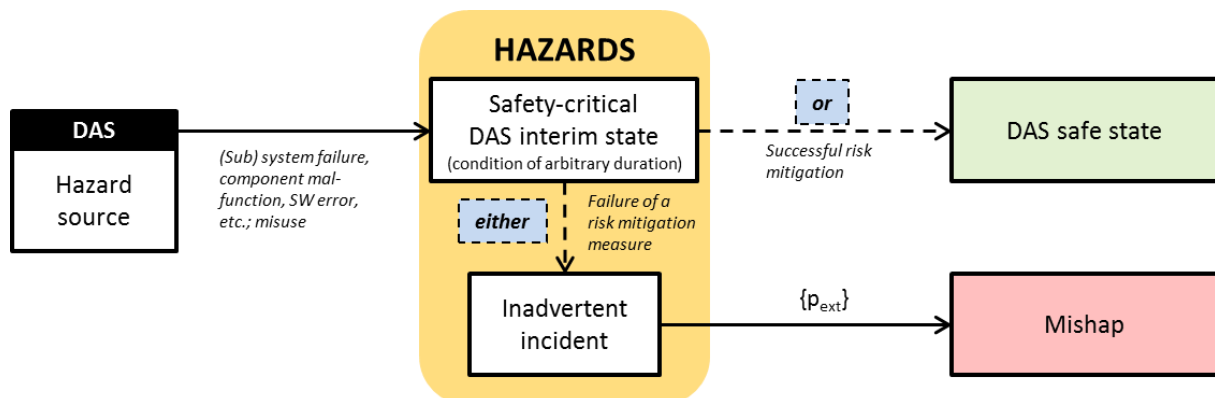 HAZARDS
DAS
Hazard
source
(Sub) system failure,
component mal-
function, SW error,
etc.; misuse
Safety-critical
DAS interim state
(condition of arbitrary duration)
or
Successful risk
mitigation
DAS safe state
either
Failure of a
risk mitigation
measure
Inadvertent
incident
{pext}
Mishap